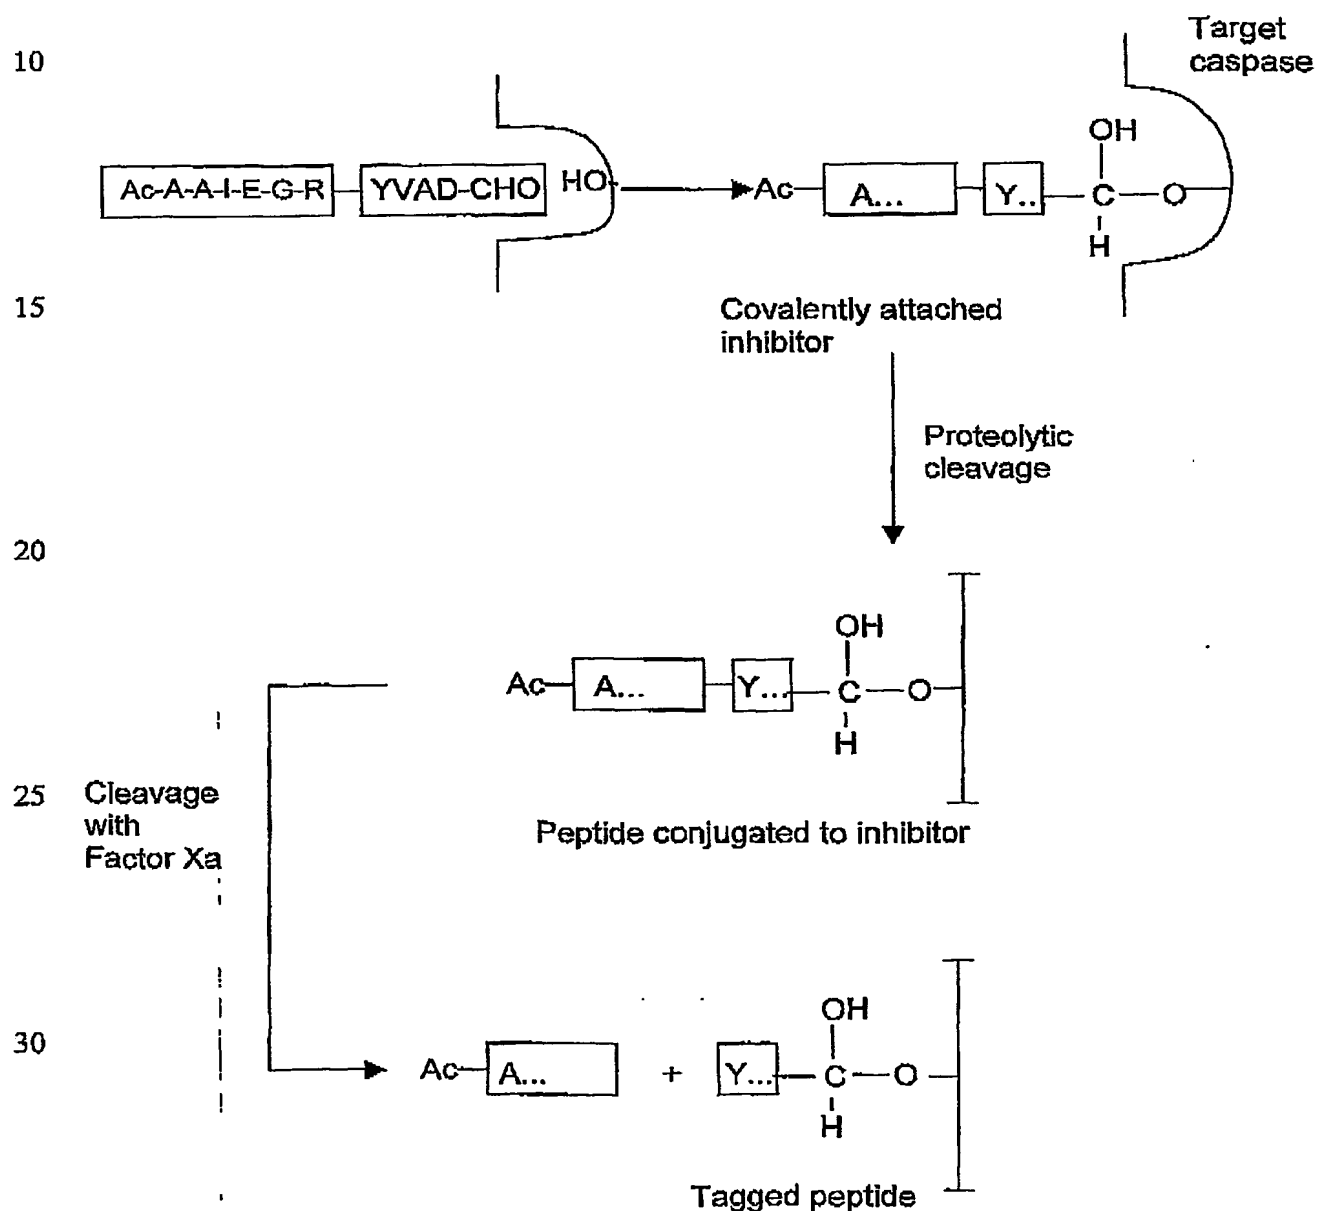 Target
caspase
10
OH
Ac-A-A-I-E-G-R YVAD-CHO HO Ac A... Y.. C O
H
15
Covalently attached
inhibitor
Proteolytic
cleavage
20
OH
Ac A... Y... C O
H
25
Cleavage
with
Factor Xa
Peptide conjugated to inhibitor
30
OH
Ac A... + Y... C O
H
Tagged peptide